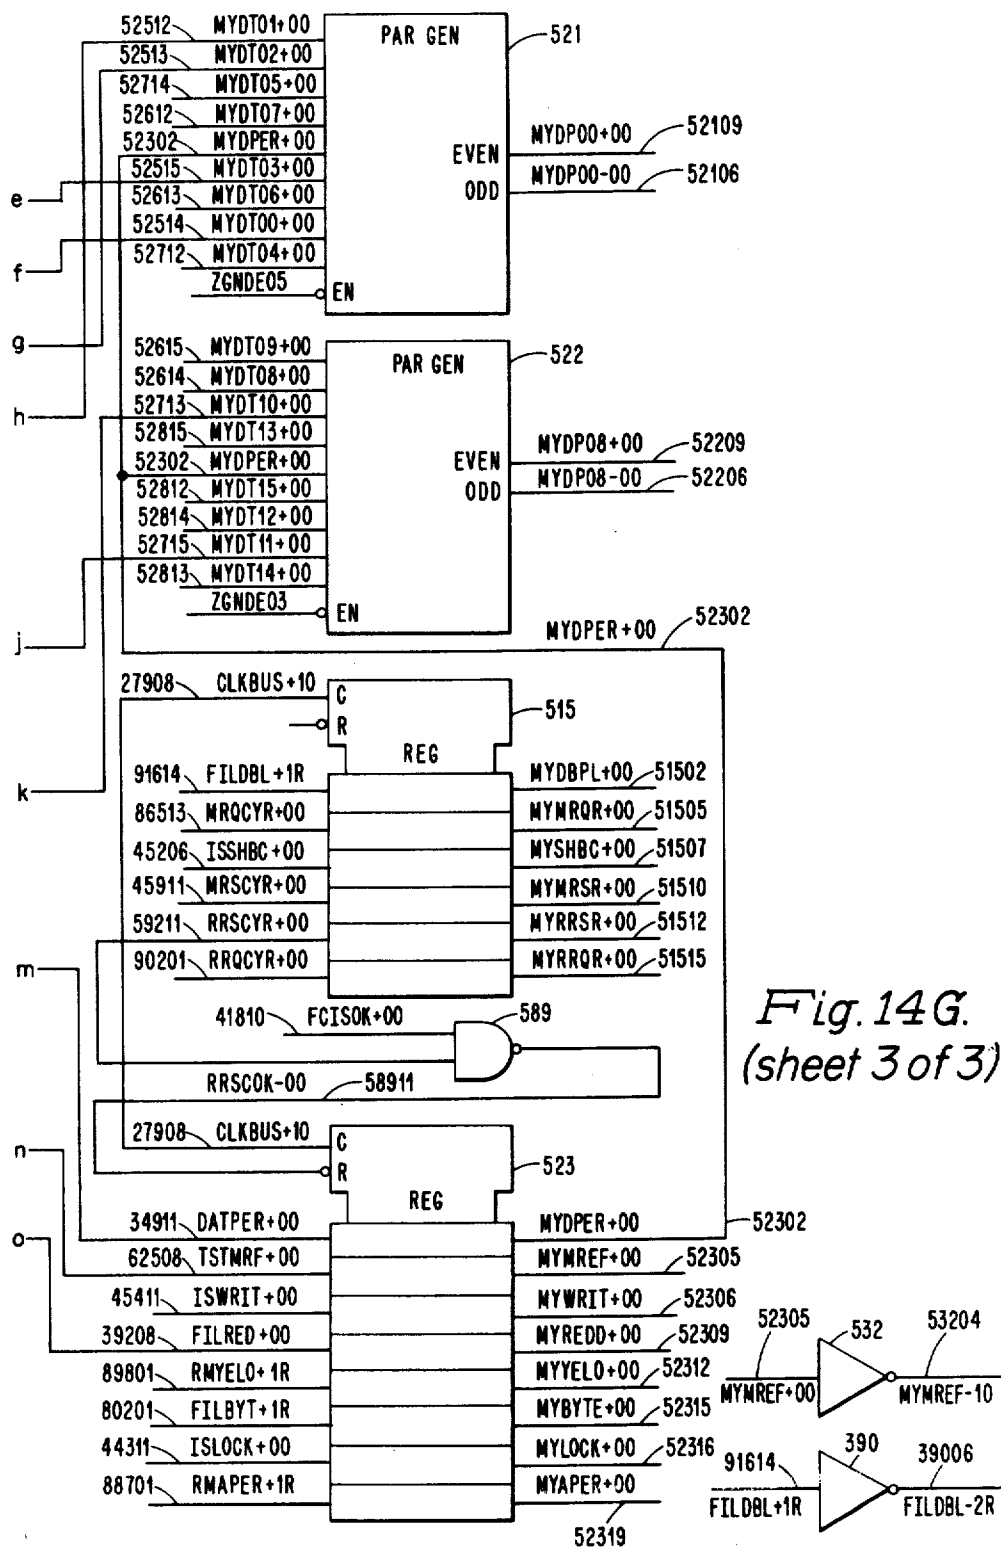 52512 MYDT01+00
52513 MYDT02+00
52714 MYDT05+00
52612 MYDT07+00
52302 MYDPER+00
52515 MYDT03+00
52613 MYDT06+00
52514 MYDT00+00
52712 MYDT04+00
ZGNDE05
PAR GEN
521
EVEN
ODD
EN
MYDP00+00 52109
MYDP00-00 52106
e
f
g
h
52615 MYDT09+00
52614 MYDT08+00
52713 MYDT10+00
52815 MYDT13+00
52302 MYDPER+00
52812 MYDT15+00
52814 MYDT12+00
52715 MYDT11+00
52813 MYDT14+00
ZGNDE03
PAR GEN
522
EVEN
ODD
EN
MYDP08+00 52209
MYDP08-00 52206
j
k
MYDPER+00 52302
27908 CLKBUS+10
C
R
REG
515
91614 FILDBL+1R MYDBPL+00 51502
86513 MRQCYR+00 MYMRQR+00 51505
45206 ISSHBC+00 MYSHBC+00 51507
45911 MRSCYR+00 MYMRSR+00 51510
59211 RRSCYR+00 MYRRSR+00 51512
90201 RRQCYR+00 MYRRQR+00 51515
m
41810 FCISOK+00 589
RRSCOK-00 58911
Fig. 14G.
(sheet 3 of 3)
n
27908 CLKBUS+10
C
R
REG
523
o
34911 DATPER+00 MYDPER+00 52302
62508 TSTMRF+00 MYMREF+00 52305
45411 ISWRIT+00 MYWRIT+00 52306
39208 FILRED+00 MYREDD+00 52309
89801 RMYELO+1R MYYELO+00 52312
80201 FILBYT+1R MYBYTE+00 52315
44311 ISLOCK+00 MYLOCK+00 52316
88701 RMAPER+1R MYAPER+00
52319
52305 532 53204
MYMREF+00 MYMREF-10
91614 390 39006
FILDBL+1R FILDBL-2R